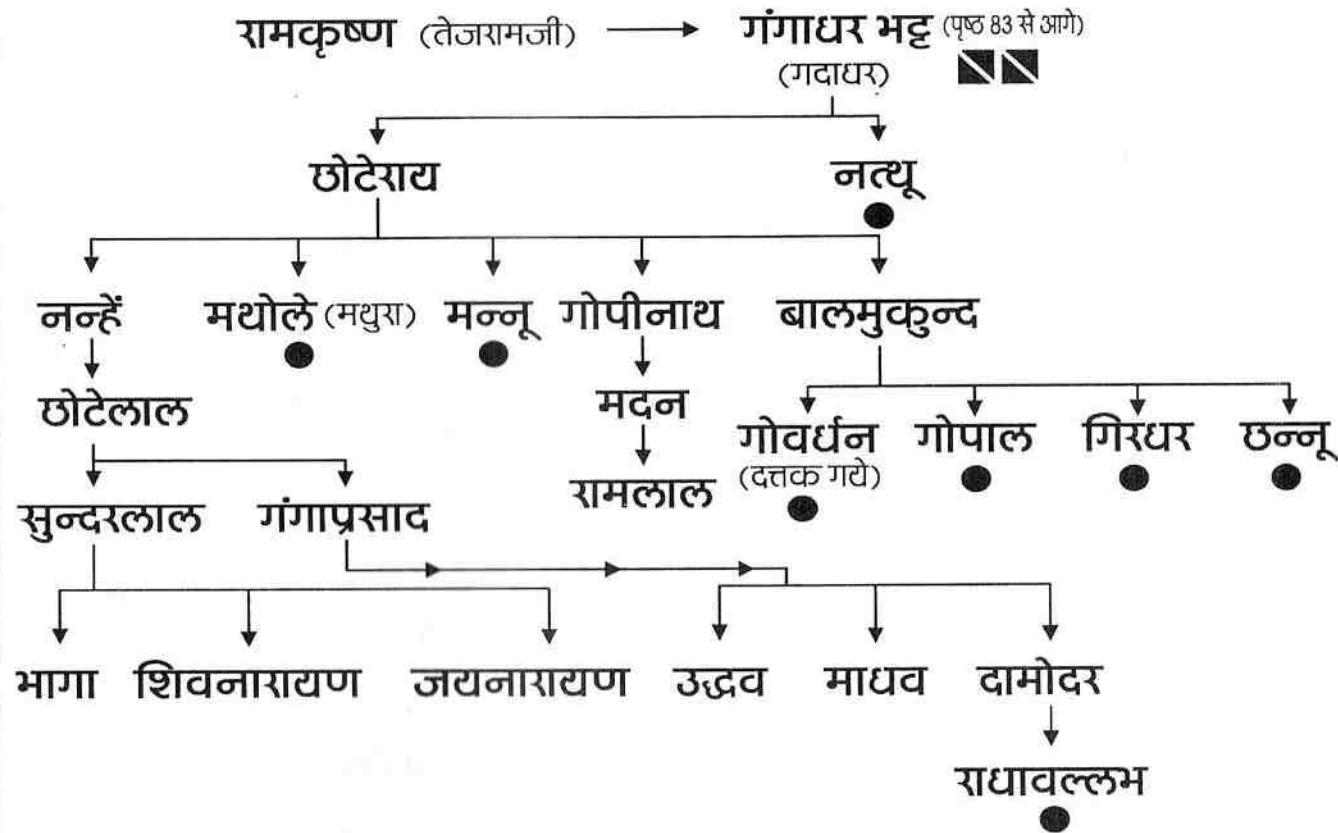 रामकृष्ण (तेजरामजी) गंगाधर भट्ट (पृष्ठ 83 से आगे)
(गदाधर)
छोटेराय नत्थू
नन्हें मथोले (मथुरा) मन्नू गोपीनाथ बालमुकुन्द
छोटेलाल मदन
गोवर्धन गोपाल गिरधर छन्नू
(दत्तक गये)
रामलाल
सुन्दरलाल गंगाप्रसाद
भागा शिवनारायण जयनारायण उद्धव माधव दामोदर
राधावल्लभ